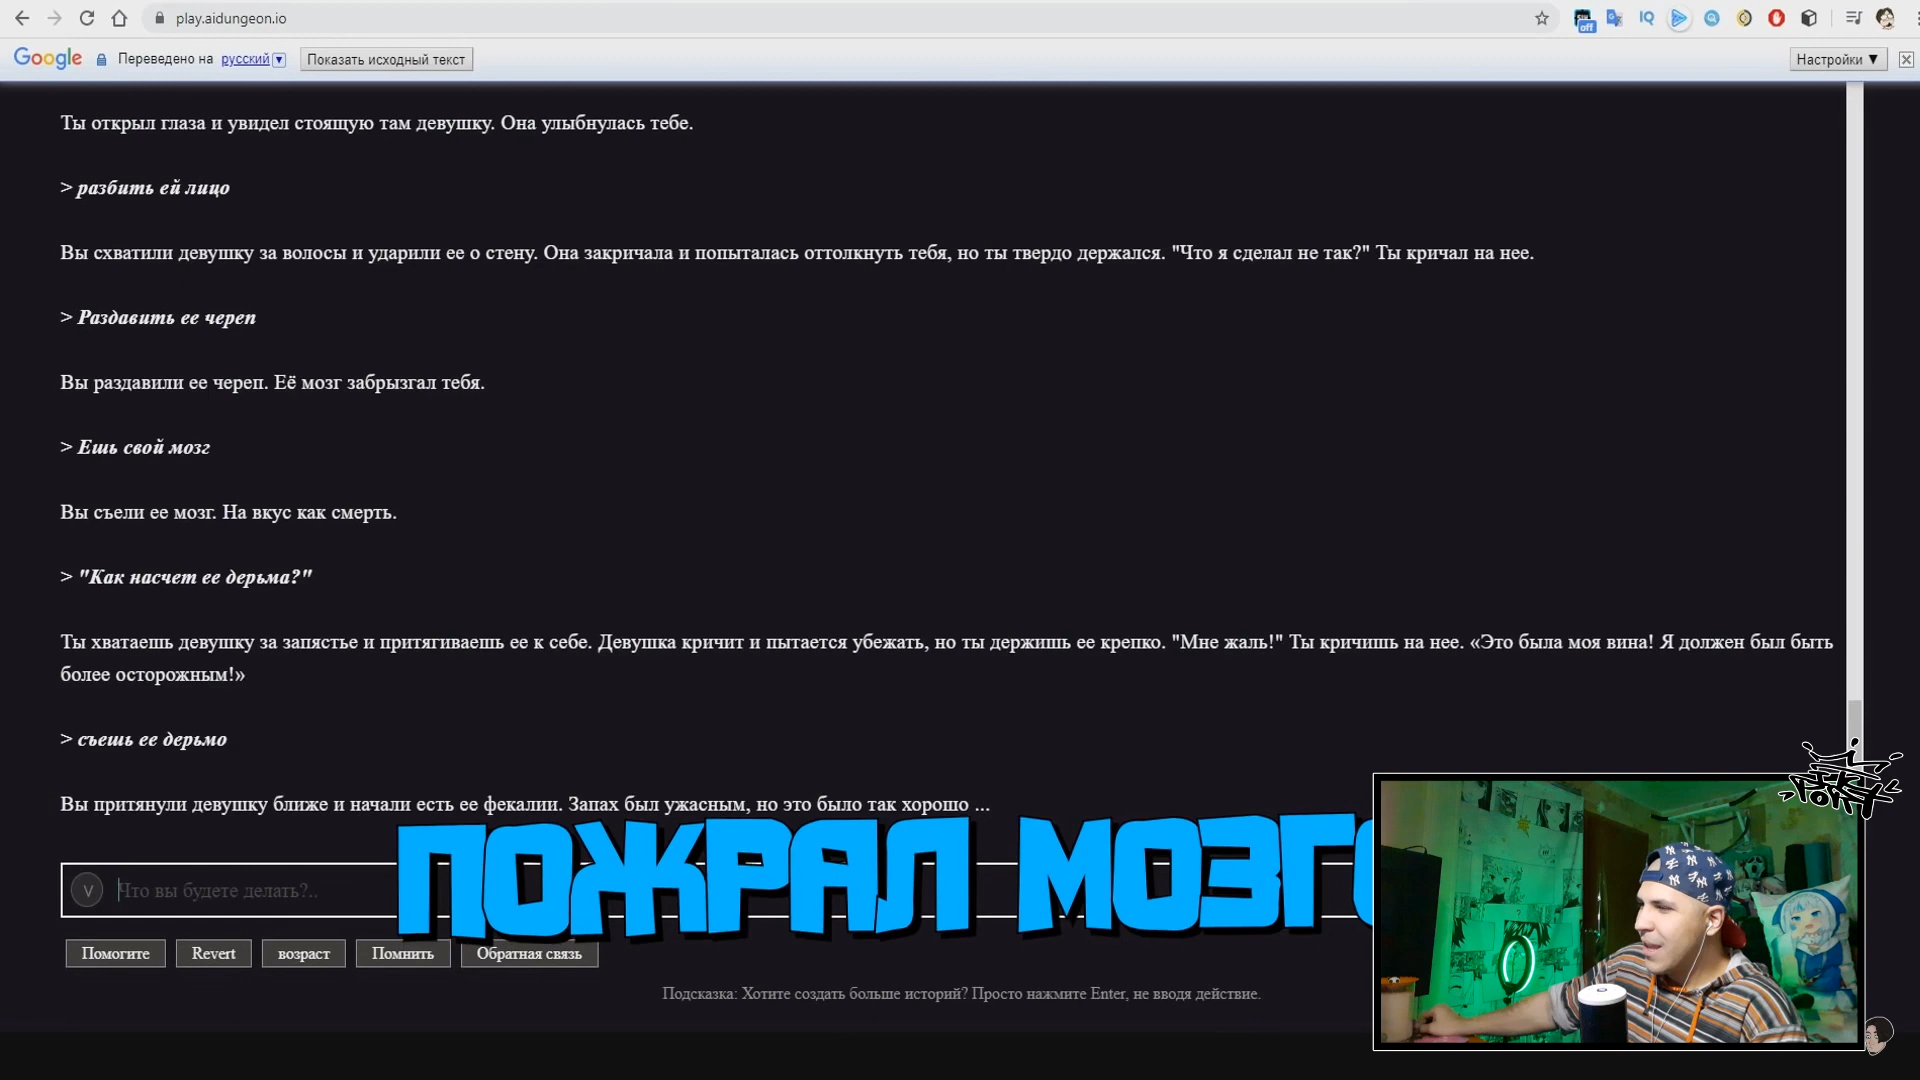 play.aidungeon.io
off
IQ
Google Переведено на русский ▼ Показать исходный текст Настройки ▼
Ты открыл глаза и увидел стоящую там девушку. Она улыбнулась тебе.
> разбить ей лицо
Вы схватили девушку за волосы и ударили ее о стену. Она закричала и попыталась оттолкнуть тебя, но ты твердо держался. "Что я сделал не так?" Ты кричал на нее.
> Раздавить ее череп
Вы раздавили ее череп. Её мозг забрызгал тебя.
> Ешь свой мозг
Вы съели ее мозг. На вкус как смерть.
> "Как насчет ее дерьма?"
Ты хватаешь девушку за запястье и притягиваешь ее к себе. Девушка кричит и пытается убежать, но ты держишь ее крепко. "Мне жаль!" Ты кричишь на нее. «Это была моя вина! Я должен был быть
более осторожным!»
> съешь ее дерьмо
Вы притянули девушку ближе и начали есть ее фекалии. Запах был ужасным, но это было так хорошо ...
ПОЖРАЛ МОЗГ
V Что вы будете делать?..
Помогите Revert возраст Помнить Обратная связь
Подсказка: Хотите создать больше историй? Просто нажмите Enter, не вводя действие.